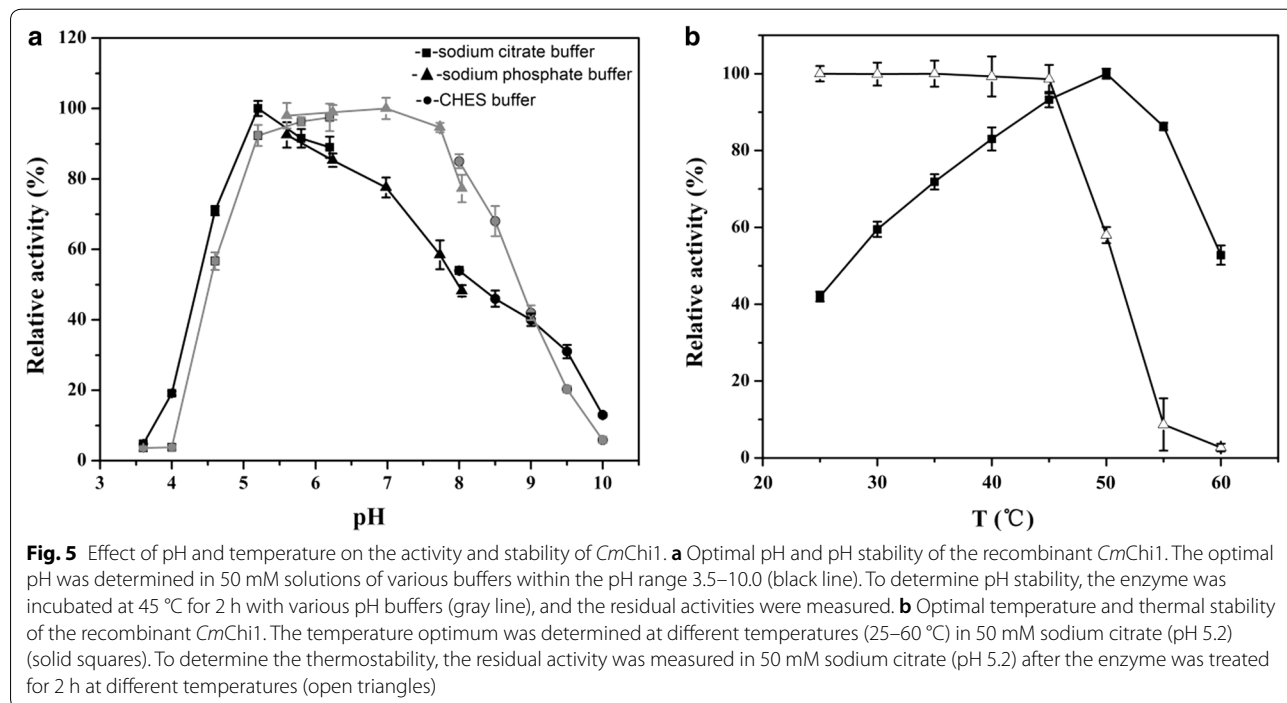 a
120
100
80
60
40
20
0
Relative activity (%)
3 4 5 6 7 8 9 10
pH
-■-sodium citrate buffer
-▲-sodium phosphate buffer
-●-CHES buffer
b
100
80
60
40
20
0
Relative activity (%)
20 30 40 50 60
T (℃)
Fig. 5 Effect of pH and temperature on the activity and stability of CmChi1. a Optimal pH and pH stability of the recombinant CmChi1. The optimal
pH was determined in 50 mM solutions of various buffers within the pH range 3.5–10.0 (black line). To determine pH stability, the enzyme was
incubated at 45 °C for 2 h with various pH buffers (gray line), and the residual activities were measured. b Optimal temperature and thermal stability
of the recombinant CmChi1. The temperature optimum was determined at different temperatures (25–60 °C) in 50 mM sodium citrate (pH 5.2)
(solid squares). To determine the thermostability, the residual activity was measured in 50 mM sodium citrate (pH 5.2) after the enzyme was treated
for 2 h at different temperatures (open triangles)